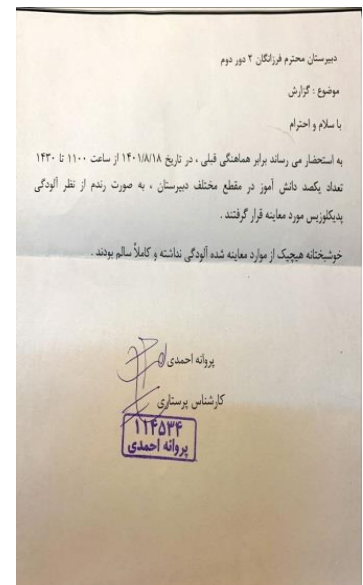 دبیرستان محترم فرزانگان ۲ دور دوم
موضوع : گزارش
با سلام و احترام
به استحضار می رساند برابر هماهنگی قبلی ، در تاریخ ۱۴۰۱/۸/۱۸ از ساعت ۱۱۰۰ تا ۱۴۳۰
تعداد یکصد دانش آموز در مقطع مختلف دبیرستان ، به صورت رندم از نظر آلودگی
پدیکلوزیس مورد معاینه قرار گرفتند .
خوشبختانه هیچیک از موارد معاینه شده آلودگی نداشته و کاملاً سالم بودند .
پروانه احمدی
کارشناس پرستاری
۱۱۴۵۳۴
پروانه احمدی